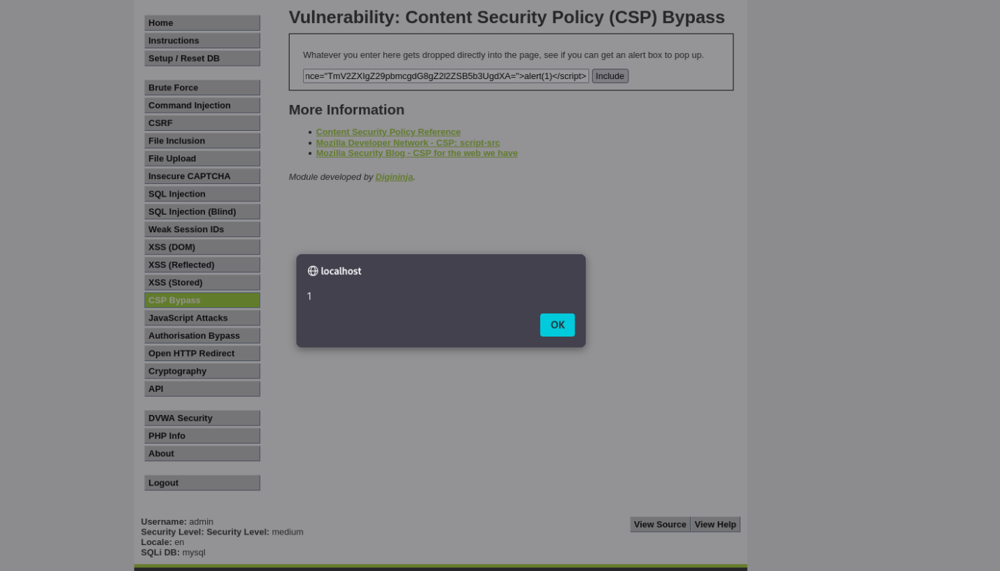 Home
Instructions
Setup / Reset DB
Brute Force
Command Injection
CSRF
File Inclusion
File Upload
Insecure CAPTCHA
SQL Injection
SQL Injection (Blind)
Weak Session IDs
XSS (DOM)
XSS (Reflected)
XSS (Stored)
CSP Bypass
JavaScript Attacks
Authorisation Bypass
Open HTTP Redirect
Cryptography
API
DVWA Security
PHP Info
About
Logout
Vulnerability: Content Security Policy (CSP) Bypass
Whatever you enter here gets dropped directly into the page, see if you can get an alert box to pop up.
nce="TmV2ZXIgZ29pbmcgdG8gZ2l2ZSB5b3UgdXA=">alert(1)</script> Include
More Information
Content Security Policy Reference
Mozilla Developer Network - CSP: script-src
Mozilla Security Blog - CSP for the web we have
Module developed by Digininja.
localhost
1
OK
Username: admin
Security Level: Security Level: medium
Locale: en
SQLi DB: mysql
View Source View Help